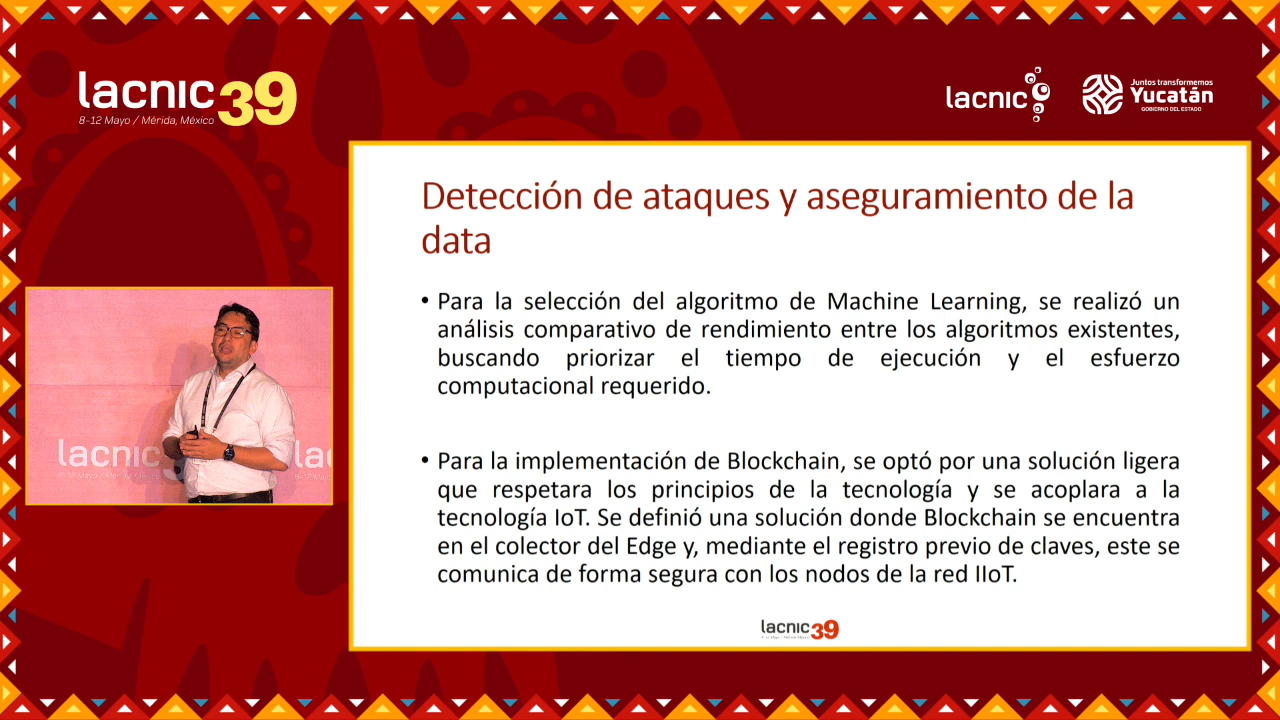 lacnic 39
8-12 Mayo / Mérida, México
lacnic
Juntos transformemos
Yucatán
GOBIERNO DEL ESTADO
Detección de ataques y aseguramiento de la
data
• Para la selección del algoritmo de Machine Learning, se realizó un
análisis comparativo de rendimiento entre los algoritmos existentes,
buscando priorizar el tiempo de ejecución y el esfuerzo
computacional requerido.
• Para la implementación de Blockchain, se optó por una solución ligera
que respetara los principios de la tecnología y se acoplara a la
tecnología IoT. Se definió una solución donde Blockchain se encuentra
en el colector del Edge y, mediante el registro previo de claves, este se
comunica de forma segura con los nodos de la red IIoT.
lacnic 39
lacnic
la